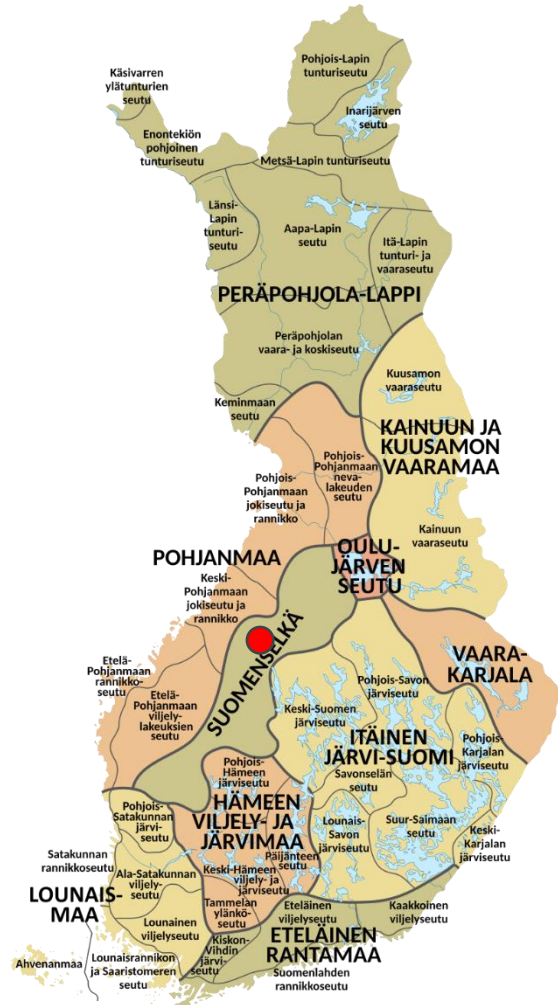 Pohjois-Lapin
tunturiseutu
Käsivarren
ylätunturien
seutu
Inarijärven
seutu
Enontekiön
pohjoinen
tunturiseutu
Metsä-Lapin tunturiseutu
Länsi-
Lapin
tunturi-
seutu
Aapa-Lapin
seutu
Itä-Lapin
tunturi- ja
vaaraseutu
PERÄPOHJOLA-LAPPI
Peräpohjolan
vaara- ja koskiseutu
Kuusamon
vaaraseutu
Keminmaan
seutu
KAINUUN JA
KUUSAMON
VAARAMAA
Pohjois-
Pohjanmaan
neva-
lakeuden
seutu
Pohjois-
Pohjanmaan
jokiseutu ja
rannikko
Kainuun
vaaraseutu
OULU-
JÄRVEN
SEUTU
POHJANMAA
Keski-
Pohjanmaan
jokiseutu ja
rannikko
SUOMENSELKÄ
VAARA-
KARJALA
Etelä-
Pohjanmaan
rannikko-
seutu
Etelä-
Pohjanmaan
viljely-
lakeuksien
seutu
Pohjois-Savon
järviseutu
Keski-Suomen
järviseutu
ITÄINEN
JÄRVI-SUOMI
Pohjois-
Karjalan
järviseutu
Savonselän
seutu
Pohjois-
Hämeen
järviseutu
HÄMEEN
VILJELY- JA
JÄRVIMAA
Pohjois-
Satakunnan
järvi-
seutu
Lounais-
Savon
järviseutu
Suur-Saimaan
seutu
Keski-
Karjalan
järviseutu
Satakunnan
rannikkoseutu
Ala-Satakunnan
viljely-
seutu
Keski-Hämeen
viljely- ja
järviseutu
Päijänteen
seutu
LOUNAIS-
MAA
Tammelan
ylänkö-
seutu
Eteläinen
viljelyseutu
Kaakkoinen
viljelyseutu
Lounainen
viljelyseutu
Kiskon-
Vihdin
järvi-
seutu
ETELÄINEN
RANTAMAA
Ahvenanmaa
Lounaisrannikon
ja Saaristomeren
seutu
Suomenlahden
rannikkoseutu